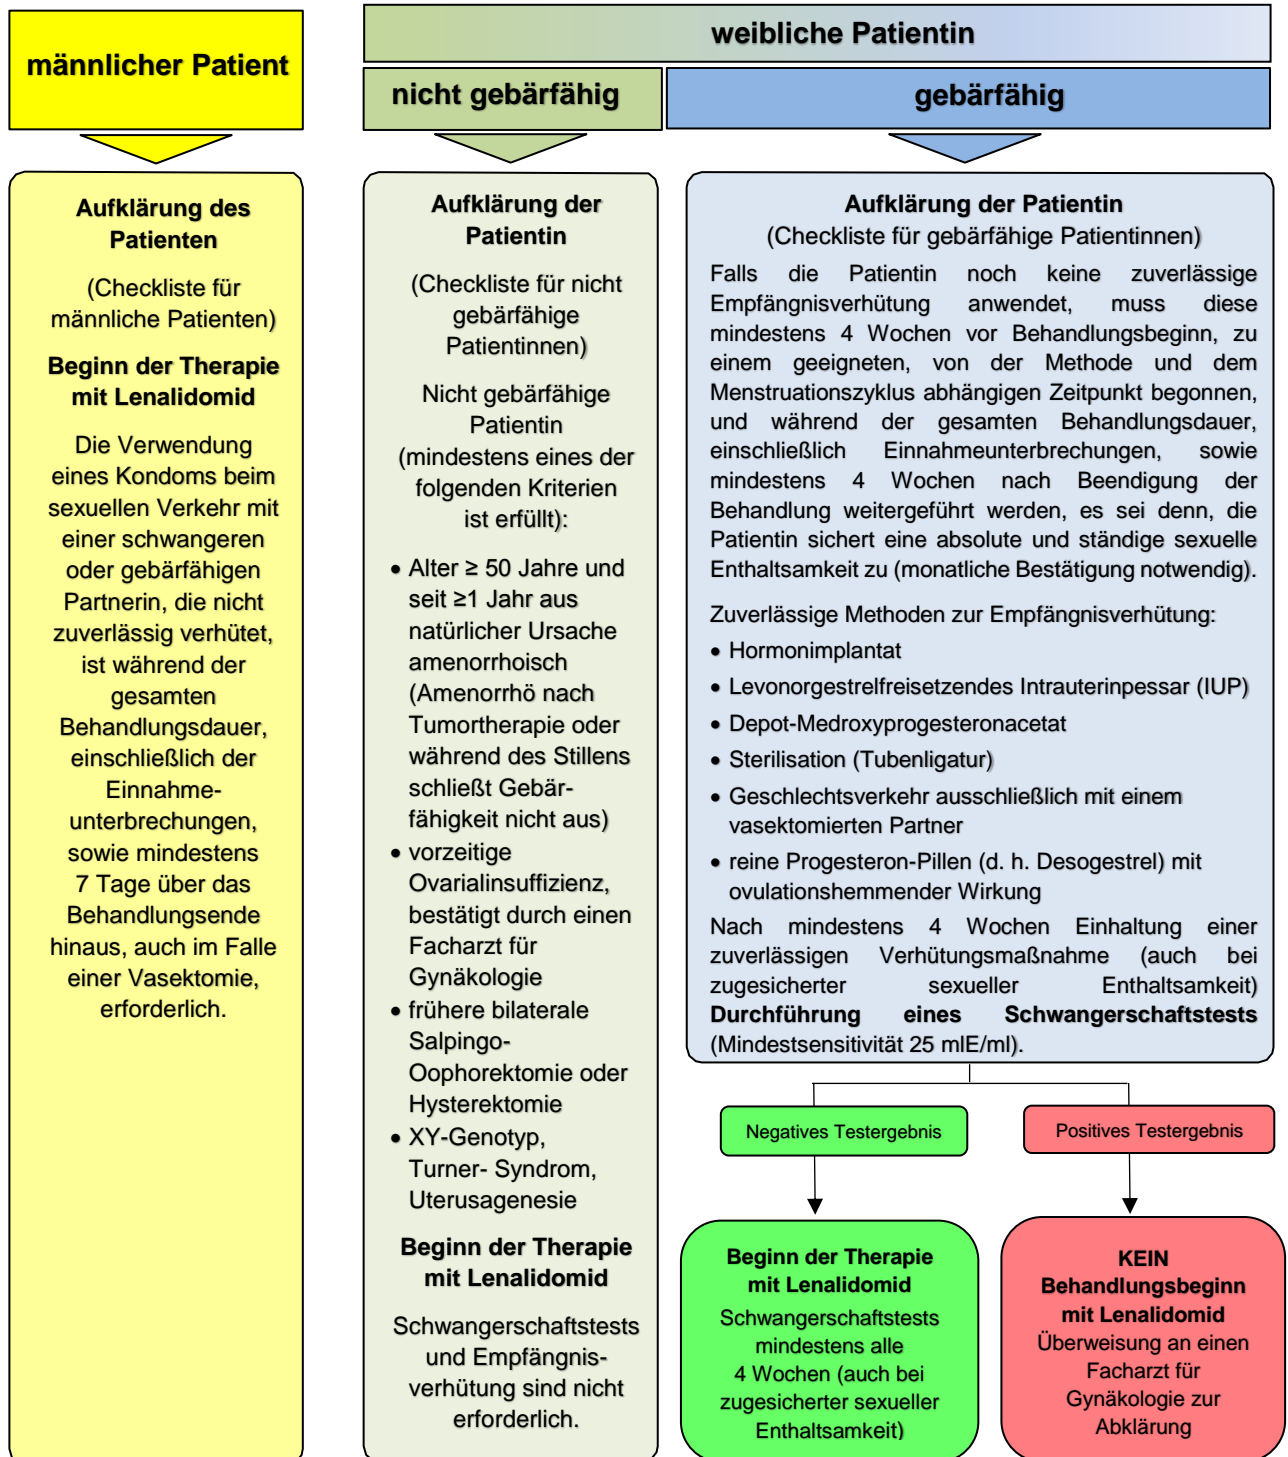 männlicher Patient
weibliche Patientin
nicht gebärfähig
gebärfähig
Aufklärung des
Patienten
(Checkliste für
männliche Patienten)
Beginn der Therapie
mit Lenalidomid
Die Verwendung
eines Kondoms beim
sexuellen Verkehr mit
einer schwangeren
oder gebärfähigen
Partnerin, die nicht
zuverlässig verhütet,
ist während der
gesamten
Behandlungsdauer,
einschließlich der
Einnahme-
unterbrechungen,
sowie mindestens
7 Tage über das
Behandlungsende
hinaus, auch im Falle
einer Vasektomie,
erforderlich.
Aufklärung der
Patientin
(Checkliste für nicht
gebärfähige
Patientinnen)
Nicht gebärfähige
Patientin
(mindestens eines der
folgenden Kriterien
ist erfüllt):
• Alter ≥ 50 Jahre und
seit ≥1 Jahr aus
natürlicher Ursache
amenorrhoisch
(Amenorrhö nach
Tumortherapie oder
während des Stillens
schließt Gebär-
fähigkeit nicht aus)
• vorzeitige
Ovarialinsuffizienz,
bestätigt durch einen
Facharzt für
Gynäkologie
• frühere bilaterale
Salpingo-
Oophorektomie oder
Hysterektomie
• XY-Genotyp,
Turner- Syndrom,
Uterusagenesie
Beginn der Therapie
mit Lenalidomid
Schwangerschaftstests
und Empfängnis-
verhütung sind nicht
erforderlich.
Aufklärung der Patientin
(Checkliste für gebärfähige Patientinnen)
Falls die Patientin noch keine zuverlässige
Empfängnisverhütung anwendet, muss diese
mindestens 4 Wochen vor Behandlungsbeginn, zu
einem geeigneten, von der Methode und dem
Menstruationszyklus abhängigen Zeitpunkt begonnen,
und während der gesamten Behandlungsdauer,
einschließlich Einnahmeunterbrechungen, sowie
mindestens 4 Wochen nach Beendigung der
Behandlung weitergeführt werden, es sei denn, die
Patientin sichert eine absolute und ständige sexuelle
Enthaltsamkeit zu (monatliche Bestätigung notwendig).
Zuverlässige Methoden zur Empfängnisverhütung:
• Hormonimplantat
• Levonorgestrelfreisetzendes Intrauterinpessar (IUP)
• Depot-Medroxyprogesteronacetat
• Sterilisation (Tubenligatur)
• Geschlechtsverkehr ausschließlich mit einem
vasektomierten Partner
• reine Progesteron-Pillen (d. h. Desogestrel) mit
ovulationshemmender Wirkung
Nach mindestens 4 Wochen Einhaltung einer
zuverlässigen Verhütungsmaßnahme (auch bei
zugesicherter sexueller Enthaltsamkeit)
Durchführung eines Schwangerschaftstests
(Mindestsensitivität 25 mIE/ml).
Negatives Testergebnis
Positives Testergebnis
Beginn der Therapie
mit Lenalidomid
Schwangerschaftstests
mindestens alle
4 Wochen (auch bei
zugesicherter sexueller
Enthaltsamkeit)
KEIN
Behandlungsbeginn
mit Lenalidomid
Überweisung an einen
Facharzt für
Gynäkologie zur
Abklärung